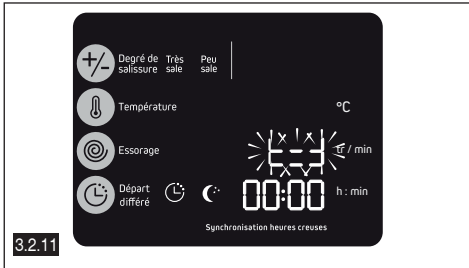 +/-
Degré de Très Peu
salissure sale sale
Température °C
Essorage t-3 tr / min
Départ
différé 00:00 h : min
Synchronisation heures creuses
3.2.11